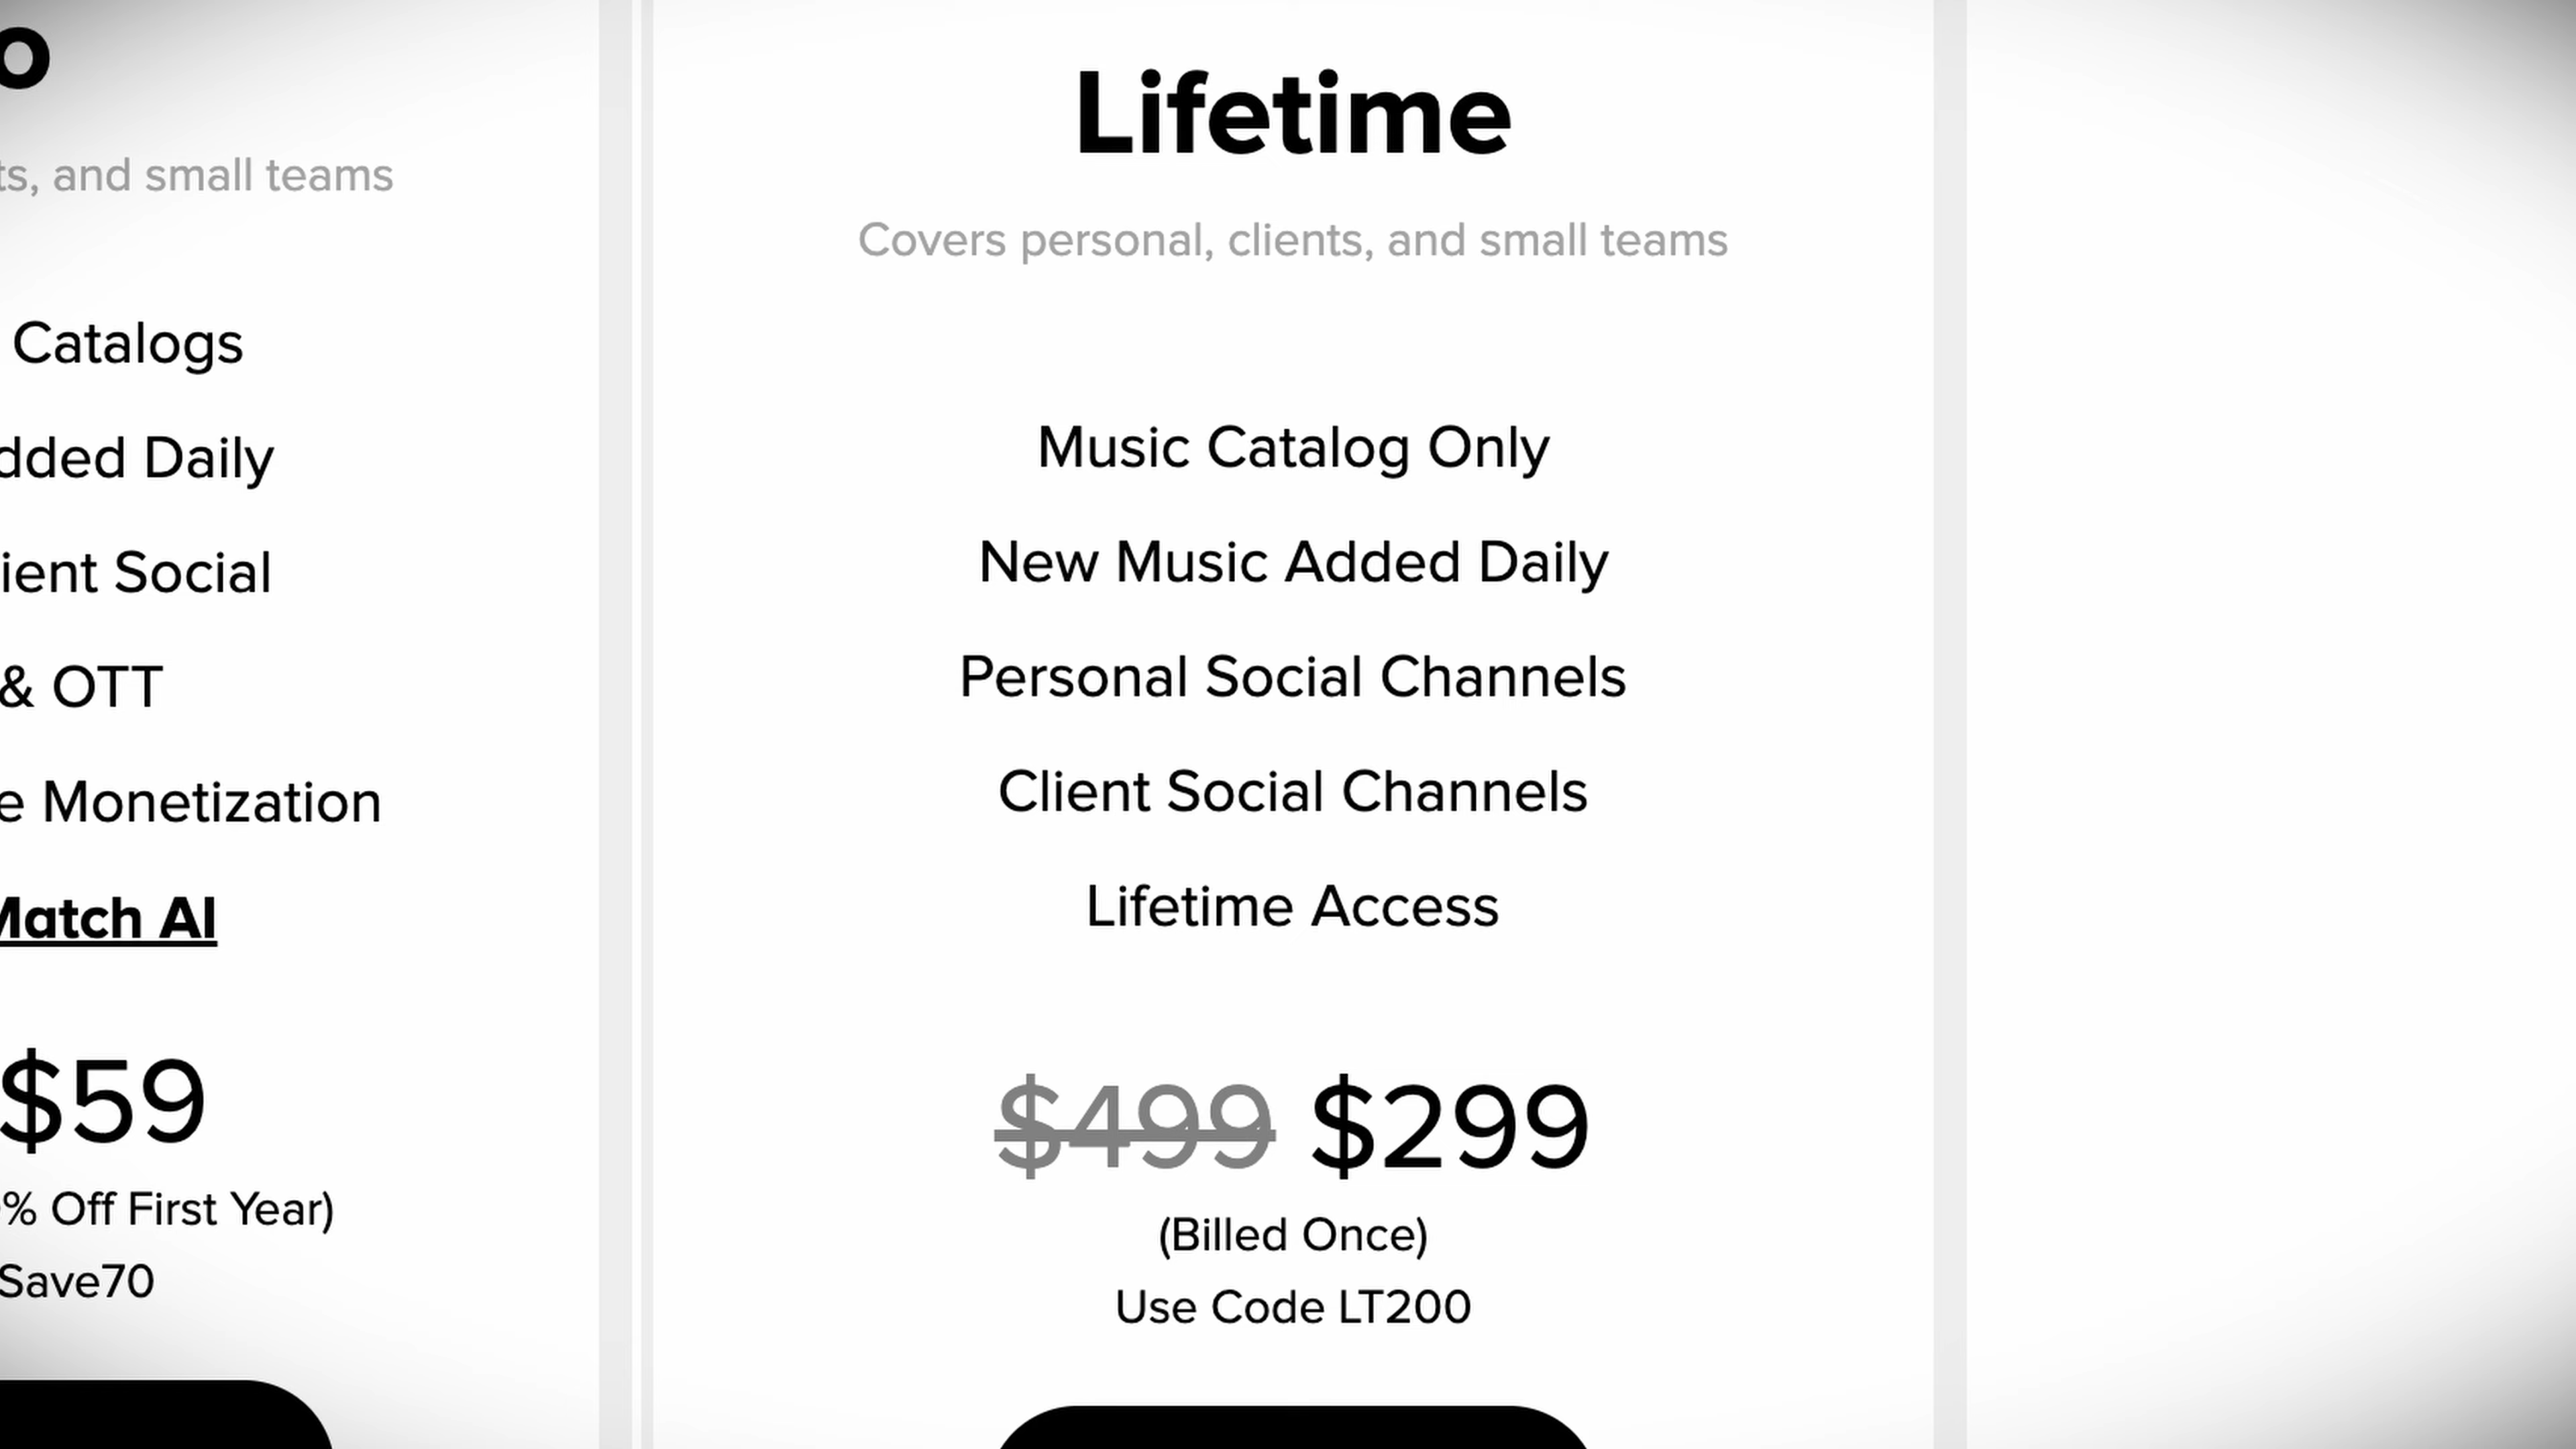 o
ts, and small teams
Catalogs
dded Daily
ient Social
& OTT
e Monetization
Match AI
$59
% Off First Year)
Save70
Lifetime
Covers personal, clients, and small teams
Music Catalog Only
New Music Added Daily
Personal Social Channels
Client Social Channels
Lifetime Access
$499 $299
(Billed Once)
Use Code LT200